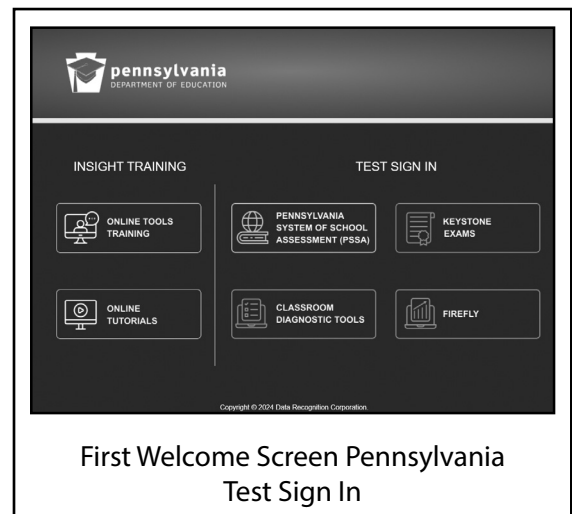 pennsylvania
DEPARTMENT OF EDUCATION
INSIGHT TRAINING
TEST SIGN IN
ONLINE TOOLS
TRAINING
PENNSYLVANIA
SYSTEM OF SCHOOL
ASSESSMENT (PSSA)
KEYSTONE
EXAMS
ONLINE
TUTORIALS
CLASSROOM
DIAGNOSTIC TOOLS
FIREFLY
Copyright © 2024 Data Recognition Corporation.
First Welcome Screen Pennsylvania
Test Sign In